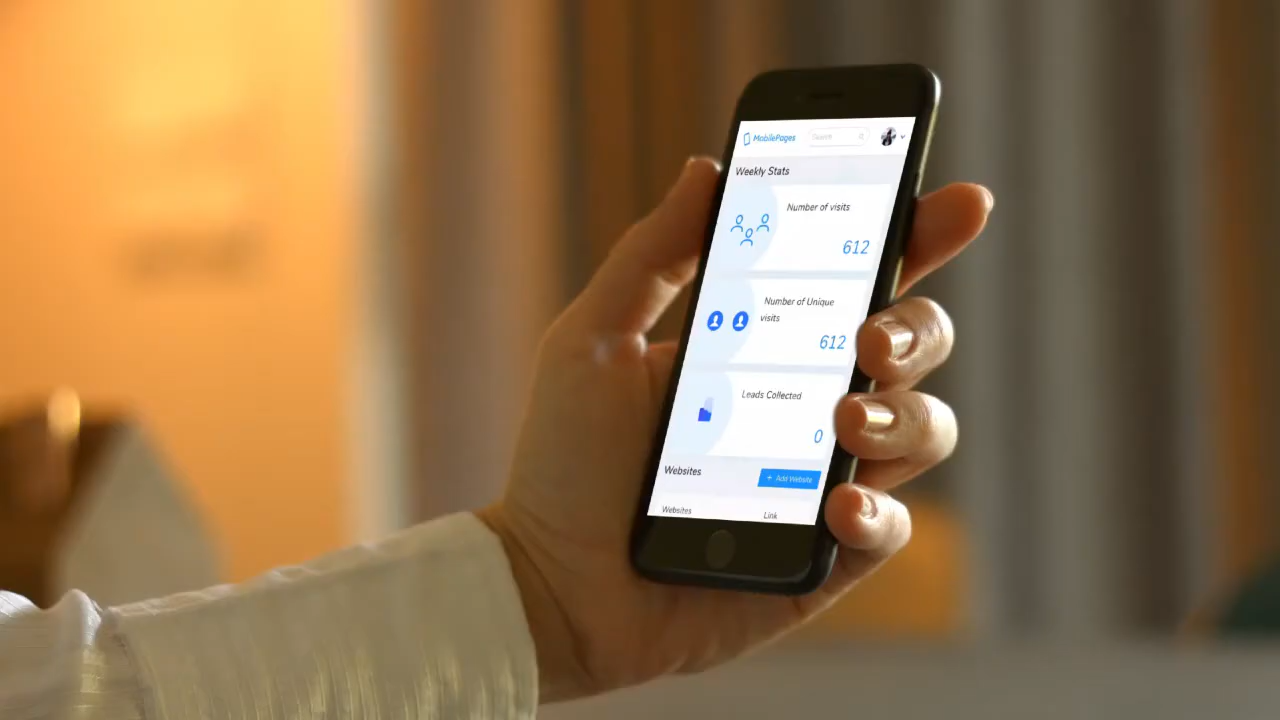 MobilePages
Search
Weekly Stats
Number of visits
612
Number of Unique
visits
612
Leads Collected
0
Websites
+ Add Website
Websites Link